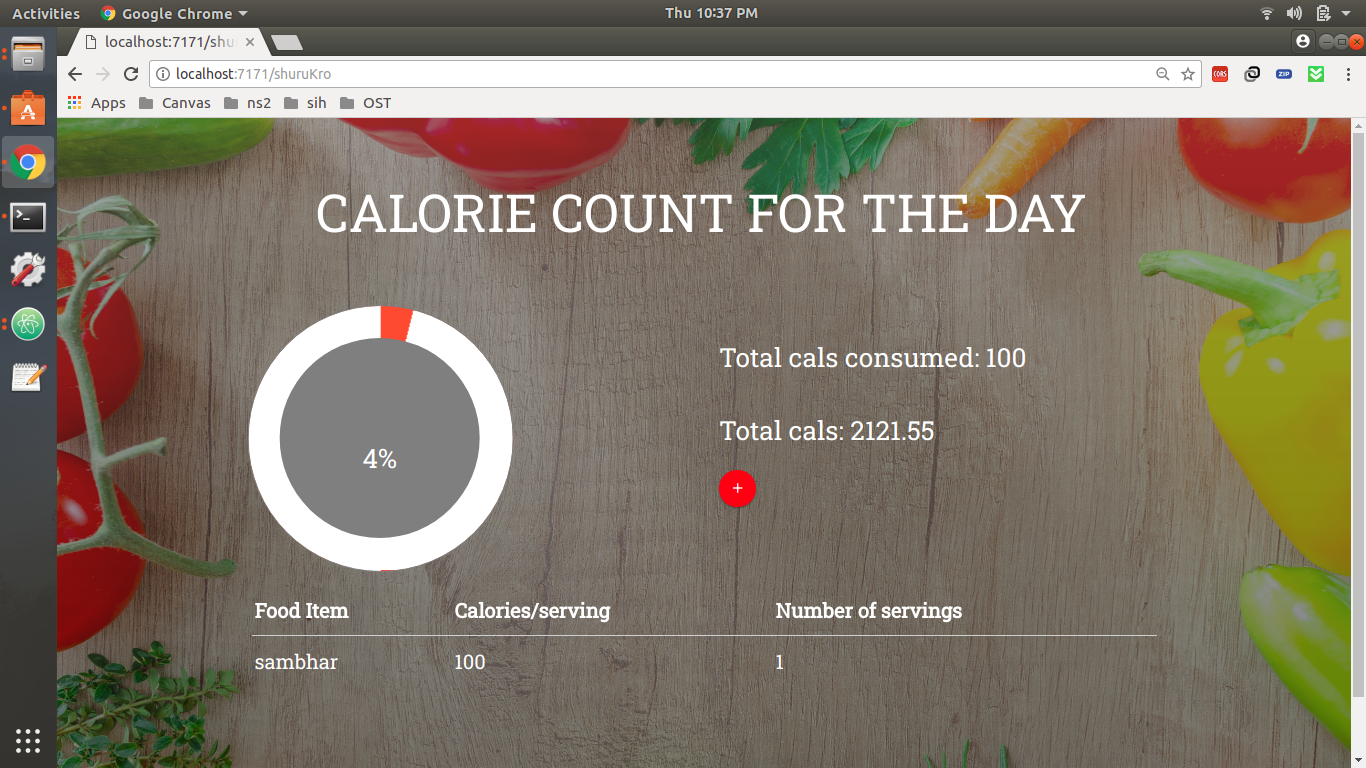 Activities Google Chrome Thu 10:37 PM
localhost:7171/shu
localhost:7171/shuruKro CORS ZIP
Apps Canvas ns2 sih OST
CALORIE COUNT FOR THE DAY
Total cals consumed: 100
Total cals: 2121.55
+
4%
Food Item Calories/serving Number of servings
sambhar 100 1